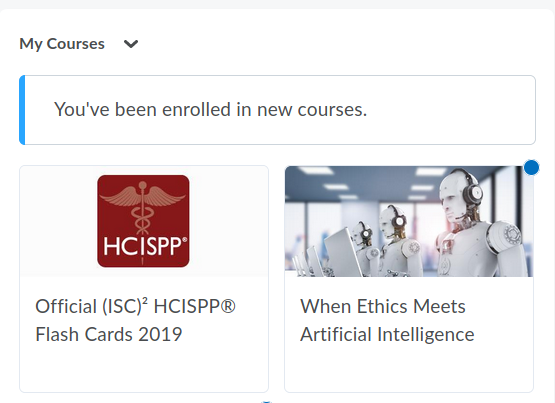 My Courses
You've been enrolled in new courses.
HCISPP®
Official (ISC)² HCISPP®
Flash Cards 2019
When Ethics Meets
Artificial Intelligence